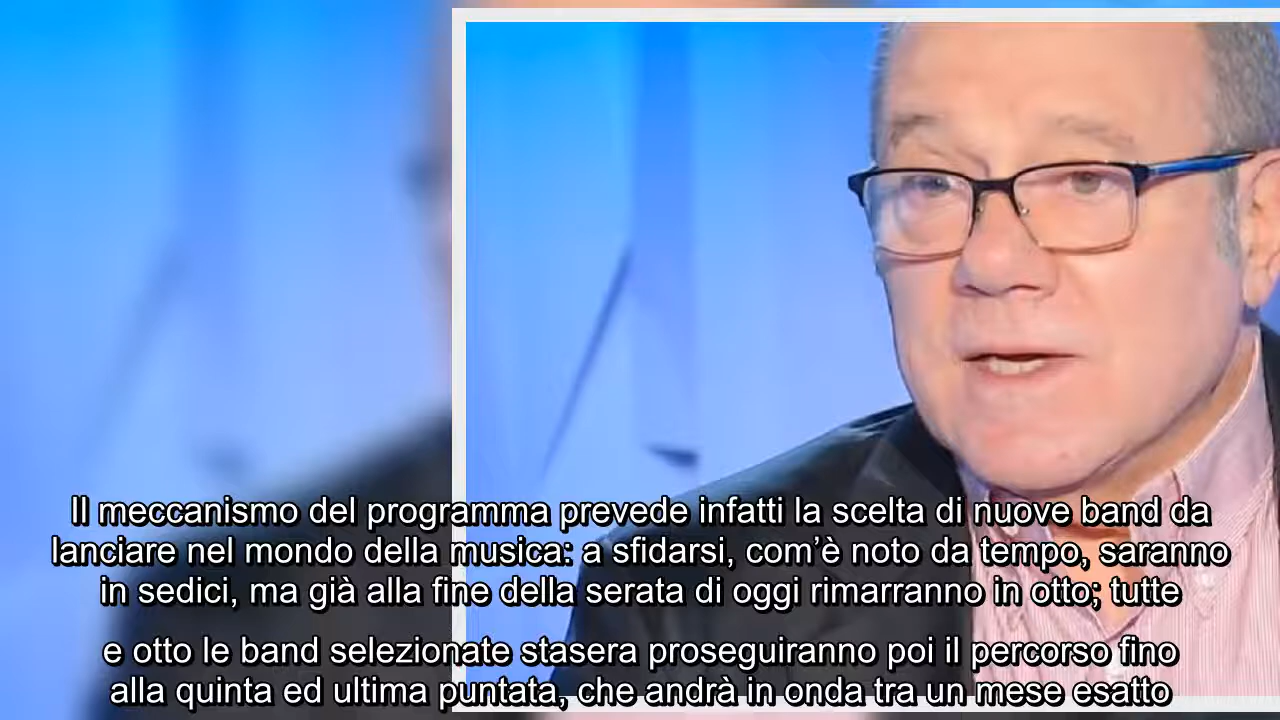 Il meccanismo del programma prevede infatti la scelta di nuove band da
lanciare nel mondo della musica: a sfidarsi, com’è noto da tempo, saranno
in sedici, ma già alla fine della serata di oggi rimarranno in otto; tutte
e otto le band selezionate stasera proseguiranno poi il percorso fino
alla quinta ed ultima puntata, che andrà in onda tra un mese esatto